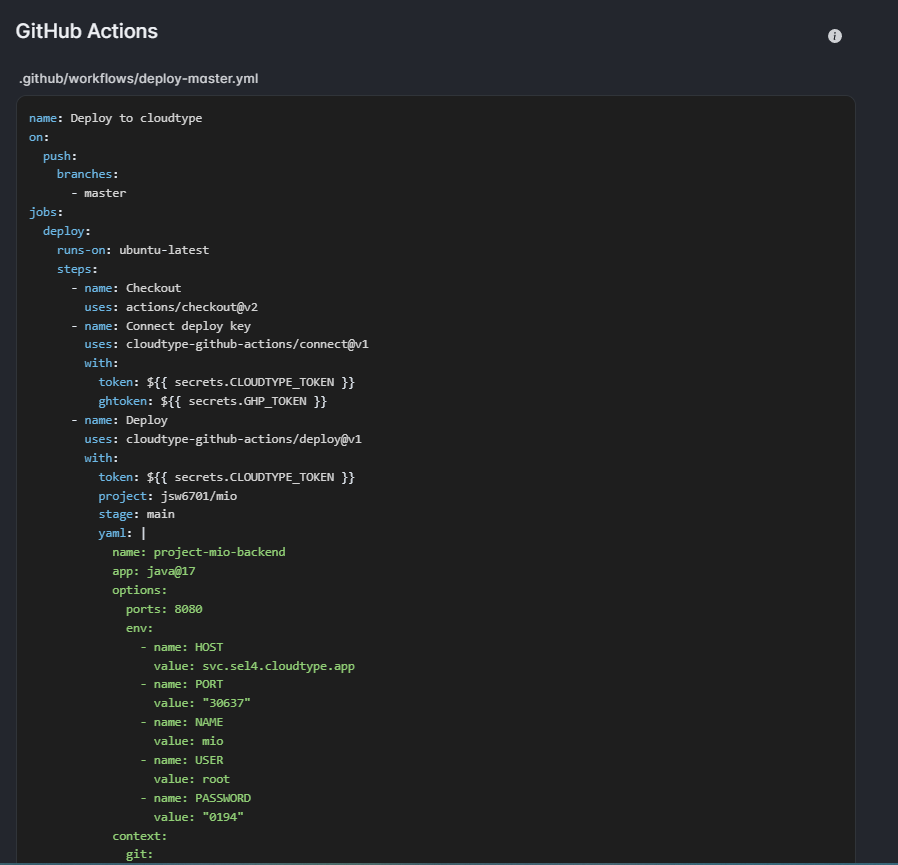 GitHub Actions
.github/workflows/deploy-master.yml
name: Deploy to cloudtype
on:
  push:
    branches:
      - master
jobs:
  deploy:
    runs-on: ubuntu-latest
    steps:
      - name: Checkout
        uses: actions/checkout@v2
      - name: Connect deploy key
        uses: cloudtype-github-actions/connect@v1
        with:
          token: ${{ secrets.CLOUDTYPE_TOKEN }}
          ghtoken: ${{ secrets.GHP_TOKEN }}
      - name: Deploy
        uses: cloudtype-github-actions/deploy@v1
        with:
          token: ${{ secrets.CLOUDTYPE_TOKEN }}
          project: jsw6701/mio
          stage: main
          yaml: |
            name: project-mio-backend
            app: java@17
            options:
              ports: 8080
              env:
                - name: HOST
                  value: svc.sel4.cloudtype.app
                - name: PORT
                  value: "30637"
                - name: NAME
                  value: mio
                - name: USER
                  value: root
                - name: PASSWORD
                  value: "0194"
            context:
              git: